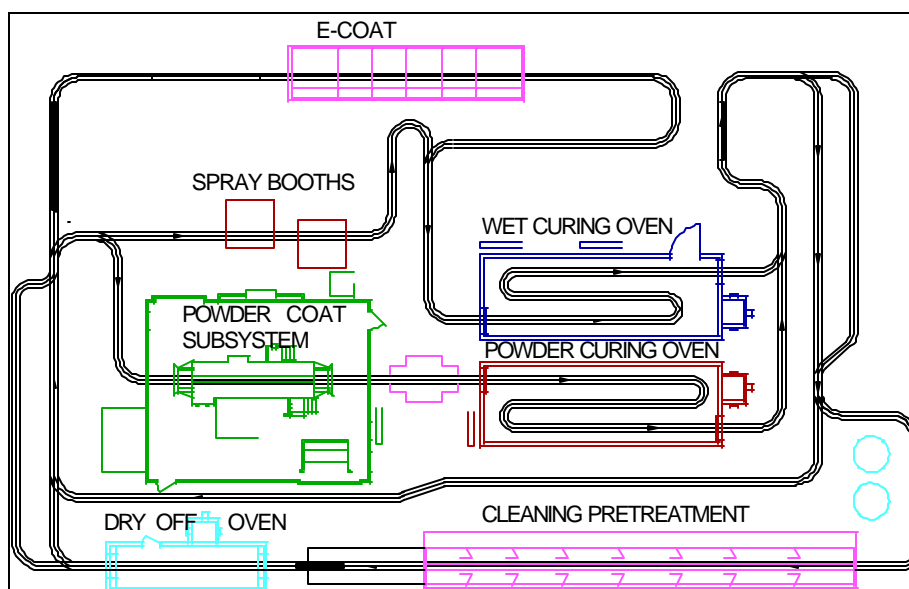 E-COAT
SPRAY BOOTHS
WET CURING OVEN
POWDER COAT
SUBSYSTEM
POWDER CURING OVEN
DRY OFF OVEN
CLEANING PRETREATMENT